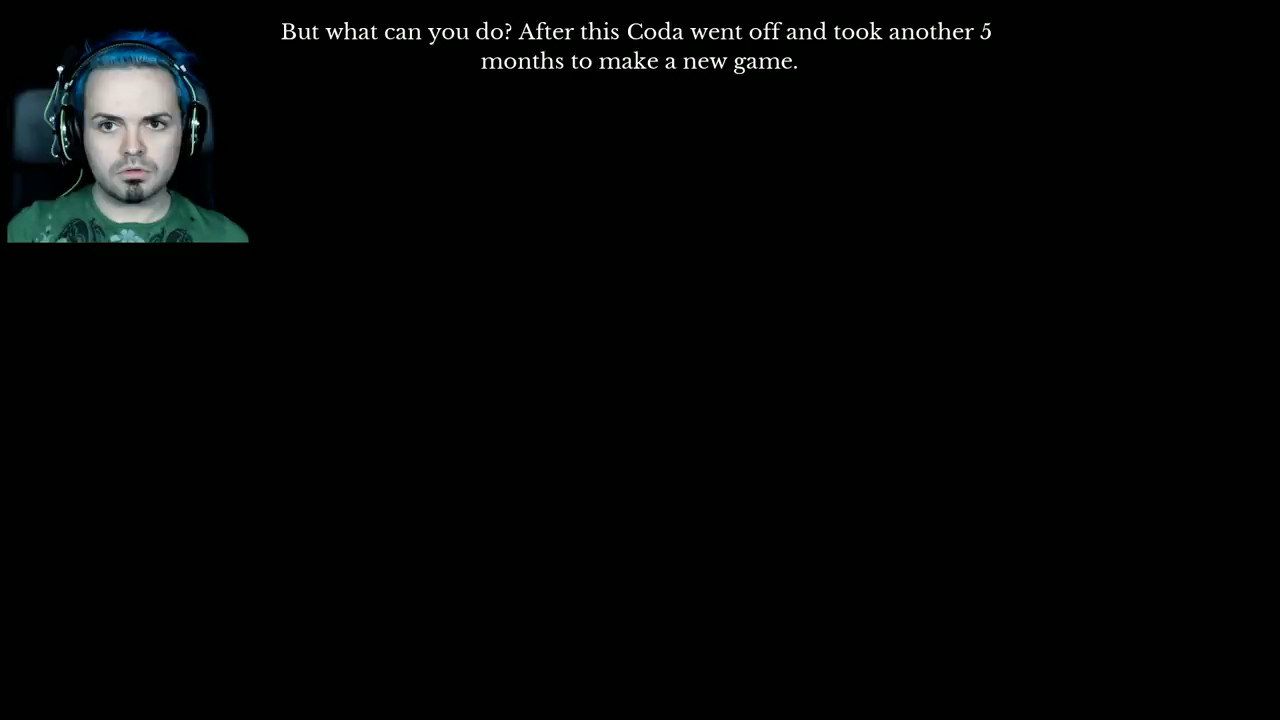 But what can you do? After this Coda went off and took another 5
months to make a new game.